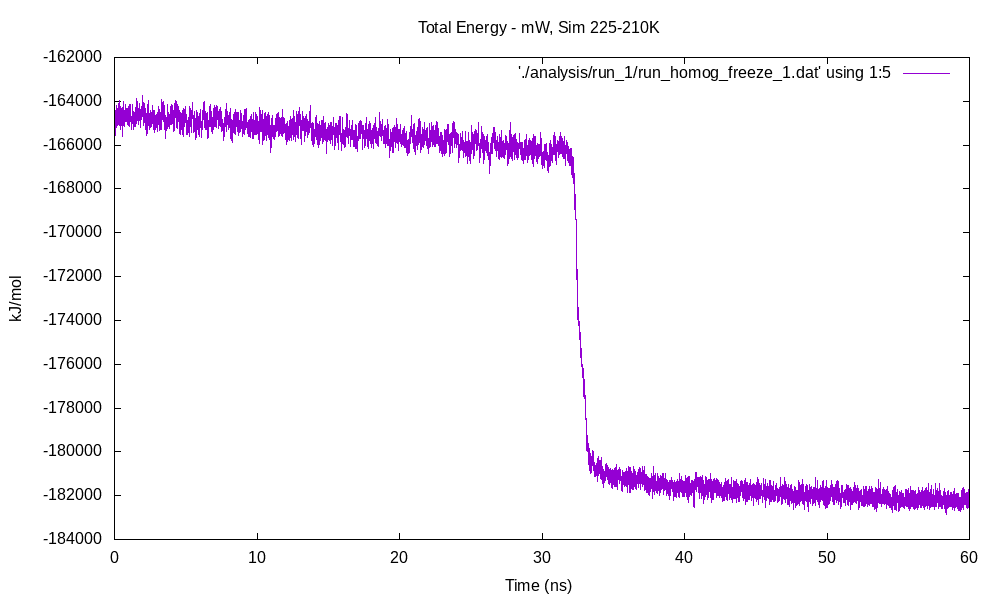 Total Energy - mW, Sim 225-210K
'./analysis/run_1/run_homog_freeze_1.dat' using 1:5
kJ/mol
-162000
-164000
-166000
-168000
-170000
-172000
-174000
-176000
-178000
-180000
-182000
-184000
0 10 20 30 40 50 60
Time (ns)